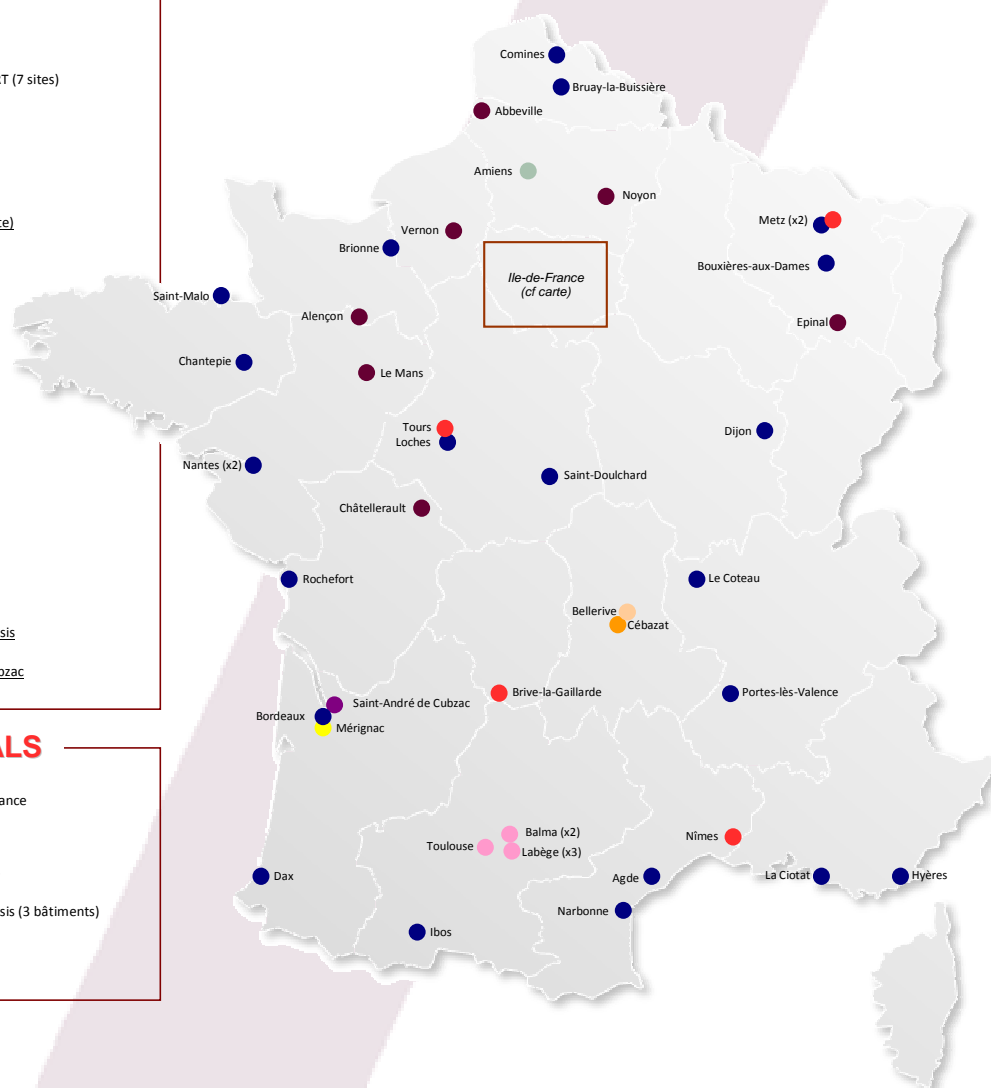 T (7 sites)
te)
sis
bzac
ALS
ance
sis (3 bâtiments)
Comines
Bruay-la-Buissière
Abbeville
Amiens
Noyon
Metz (x2)
Vernon
Brionne
Bouxières-aux-Dames
Ile-de-France
(cf carte)
Saint-Malo
Alençon
Epinal
Chantepie
Le Mans
Tours
Loches
Dijon
Nantes (x2)
Saint-Doulchard
Châtellerault
Rochefort
Le Coteau
Bellerive
Cébazat
Brive-la-Gaillarde
Portes-lès-Valence
Saint-André de Cubzac
Bordeaux
Mérignac
Balma (x2)
Toulouse
Labège (x3)
Nîmes
Dax
Agde
La Ciotat
Hyères
Narbonne
Ibos